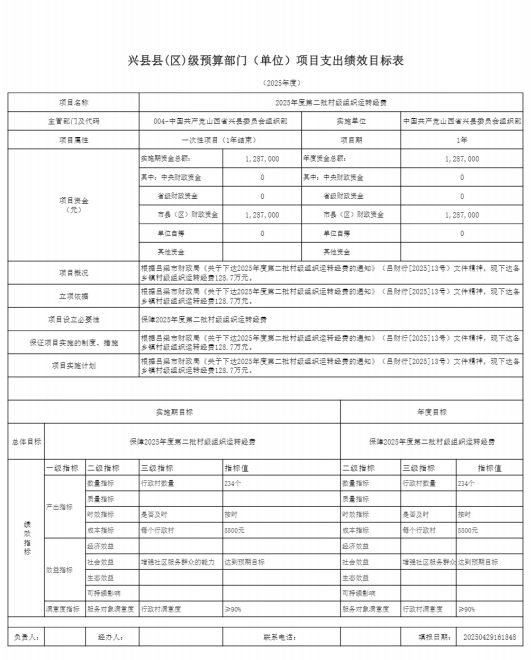 兴县县(区)级预算部门（单位）项目支出绩效目标表
（2025年度）
项目名称 2025年度第二批村级组织运转经费
主管部门及代码 004-中国共产党山西省兴县委员会组织部 实施单位 中国共产党山西省兴县委员会组织部
项目属性 一次性项目（1年结束） 项目期 1年
项目资金（元） 实施期资金总额： 1,287,000 年度资金总额： 1,287,000
其中：中央财政资金 0 其中：中央财政资金 0
省级财政资金 0 省级财政资金 0
市县（区）财政资金 1,287,000 市县（区）财政资金 1,287,000
单位自筹 0 单位自筹 0
其他资金 其他资金
项目概况 根据吕梁市财政局《关于下达2025年度第二批村级组织运转经费的通知》（吕财行[2025]13号）文件精神，现下达各乡镇村级组织运转经费128.7万元。
立项依据 根据吕梁市财政局《关于下达2025年度第二批村级组织运转经费的通知》（吕财行[2025]13号）文件精神，现下达各乡镇村级组织运转经费128.7万元。
项目设立必要性 保障2025年度第二批村级组织运转经费
保证项目实施的制度、措施 根据吕梁市财政局《关于下达2025年度第二批村级组织运转经费的通知》（吕财行[2025]13号）文件精神，现下达各乡镇村级组织运转经费128.7万元。
项目实施计划 根据吕梁市财政局《关于下达2025年度第二批村级组织运转经费的通知》（吕财行[2025]13号）文件精神，现下达各乡镇村级组织运转经费128.7万元。
实施期目标 年度目标
总体目标 保障2025年度第二批村级组织运转经费 保障2025年度第二批村级组织运转经费
绩效指标 一级指标 二级指标 三级指标 指标值 二级指标 三级指标 指标值
产出指标 数量指标 行政村数量 234个 数量指标 行政村数量 234个
质量指标 质量指标
时效指标 是否及时 按时 时效指标 是否及时 按时
成本指标 每个行政村 5500元 成本指标 每个行政村 5500元
效益指标 经济效益 经济效益
社会效益 增强社区服务群众的能力 达到预期目标 社会效益 增强社区服务群众 达到预期目标
生态效益 生态效益
可持续影响 可持续影响
满意度指标 服务对象满意度 行政村满意度 ≥90% 服务对象满意度 行政村满意度 ≥90%
负责人： 经办人： 联系电话： 填报日期： 20250429161848